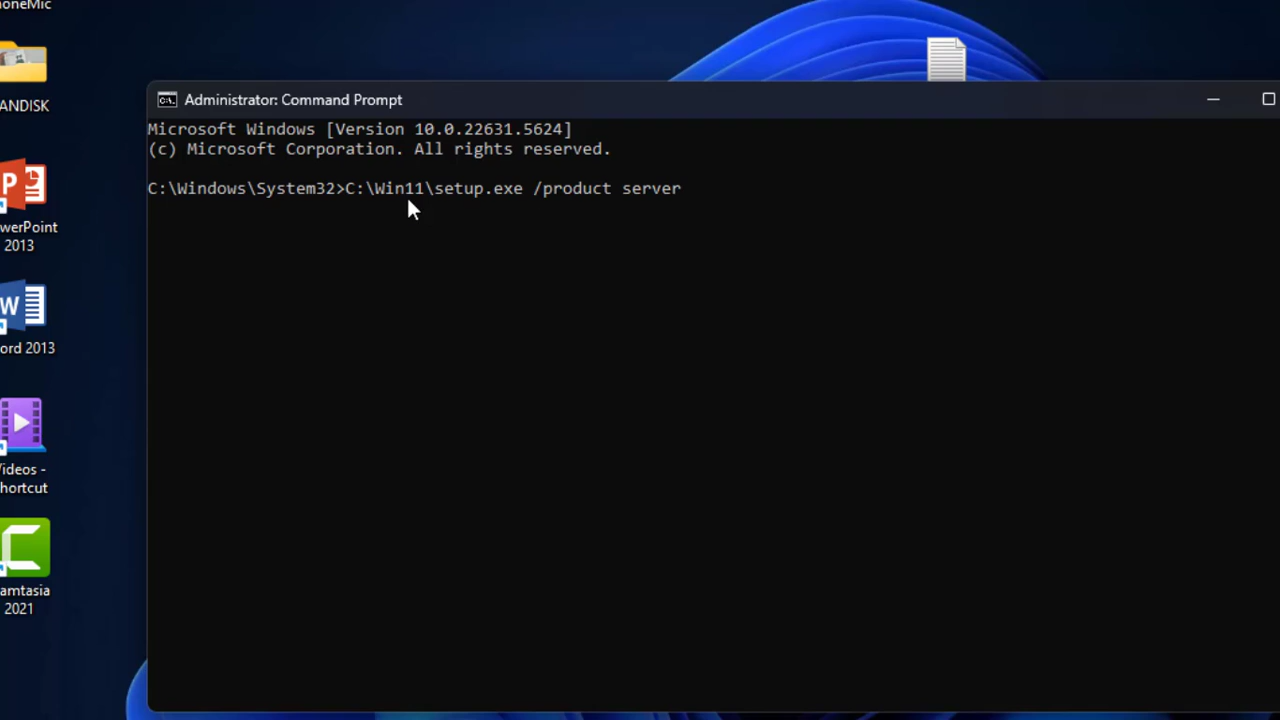 oneMic
ANDISK
werPoint
2013
ord 2013
ideos -
hortcut
amtasia
2021
Administrator: Command Prompt
Microsoft Windows [Version 10.0.22631.5624]
(c) Microsoft Corporation. All rights reserved.
C:\Windows\System32>C:\Win11\setup.exe /product server